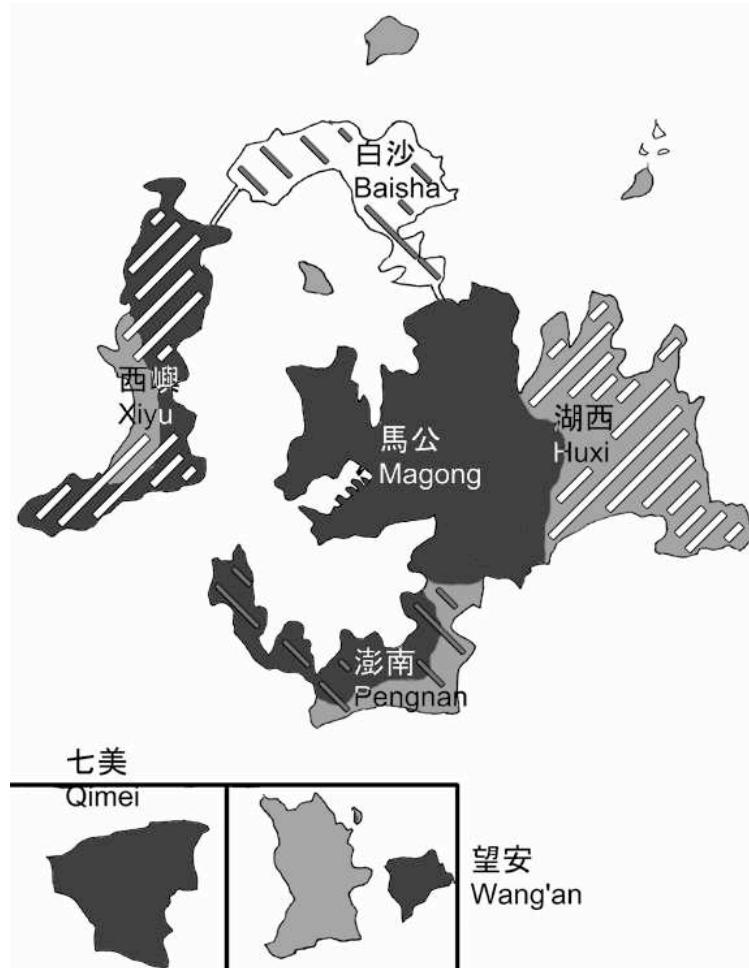 白沙
Baisha
西嶼
Xiyu
馬公
Magong
湖西
Huxi
澎南
Pengnan
七美
Qimei
望安
Wang'an